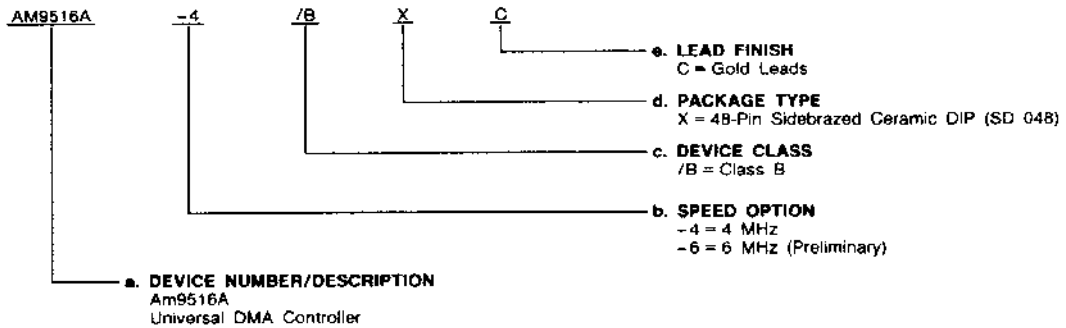 AM9516A -4 /B X C
e. LEAD FINISH
C = Gold Leads
d. PACKAGE TYPE
X = 48-Pin Sidebrazed Ceramic DIP (SD 048)
c. DEVICE CLASS
/B = Class B
b. SPEED OPTION
-4 = 4 MHz
-6 = 6 MHz (Preliminary)
a. DEVICE NUMBER/DESCRIPTION
Am9516A
Universal DMA Controller